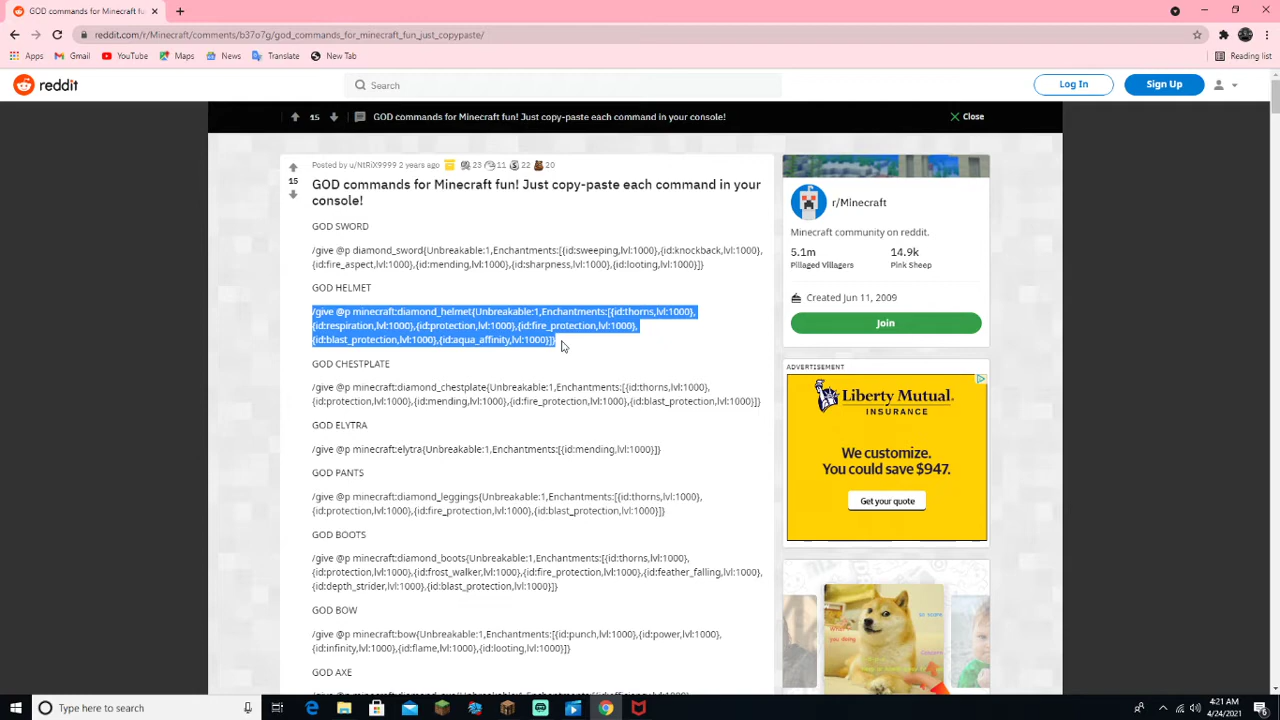 GOD commands for Minecraft fun!
reddit.com/r/Minecraft/comments/b37o7g/god_commands_for_minecraft_fun_just_copypaste/
Apps Gmail YouTube Maps News Translate New Tab Reading list
reddit Search Log In Sign Up
15 GOD commands for Minecraft fun! Just copy-paste each command in your console! Close
Posted by u/NtRiX9999 2 years ago 23 11 22 20
15
GOD commands for Minecraft fun! Just copy-paste each command in your
console!
GOD SWORD
/give @p diamond_sword{Unbreakable:1,Enchantments:[{id:sweeping,lvl:1000},{id:knockback,lvl:1000},
{id:fire_aspect,lvl:1000},{id:mending,lvl:1000},{id:sharpness,lvl:1000},{id:looting,lvl:1000}]}
GOD HELMET
/give @p minecraft:diamond_helmet{Unbreakable:1,Enchantments:[{id:thorns,lvl:1000},
{id:respiration,lvl:1000},{id:protection,lvl:1000},{id:fire_protection,lvl:1000},
{id:blast_protection,lvl:1000},{id:aqua_affinity,lvl:1000}]}
GOD CHESTPLATE
/give @p minecraft:diamond_chestplate{Unbreakable:1,Enchantments:[{id:thorns,lvl:1000},
{id:protection,lvl:1000},{id:mending,lvl:1000},{id:fire_protection,lvl:1000},{id:blast_protection,lvl:1000}]}
GOD ELYTRA
/give @p minecraft:elytra{Unbreakable:1,Enchantments:[{id:mending,lvl:1000}]}
GOD PANTS
/give @p minecraft:diamond_leggings{Unbreakable:1,Enchantments:[{id:thorns,lvl:1000},
{id:protection,lvl:1000},{id:fire_protection,lvl:1000},{id:blast_protection,lvl:1000}]}
GOD BOOTS
/give @p minecraft:diamond_boots{Unbreakable:1,Enchantments:[{id:thorns,lvl:1000},
{id:protection,lvl:1000},{id:frost_walker,lvl:1000},{id:fire_protection,lvl:1000},{id:feather_falling,lvl:1000},
{id:depth_strider,lvl:1000},{id:blast_protection,lvl:1000}]}
GOD BOW
/give @p minecraft:bow{Unbreakable:1,Enchantments:[{id:punch,lvl:1000},{id:power,lvl:1000},
{id:infinity,lvl:1000},{id:flame,lvl:1000},{id:looting,lvl:1000}]}
GOD AXE
r/Minecraft
Minecraft community on reddit.
5.1m 14.9k
Pillaged Villagers Pink Sheep
Created Jun 11, 2009
Join
ADVERTISEMENT
Liberty Mutual.
INSURANCE
We customize.
You could save $947.
Get your quote
Type here to search
4:21 AM
4/24/2021
6